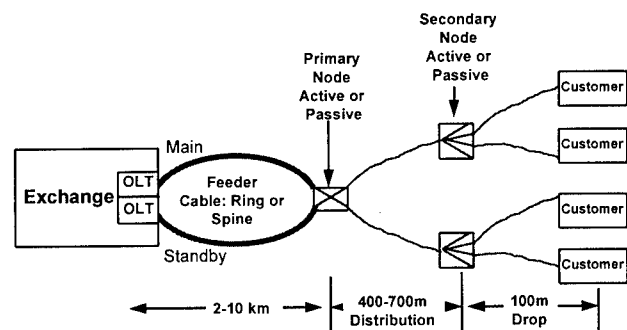 Secondary
Node
Active or
Passive
Primary
Node
Active or
Passive
Customer
Customer
Main
Exchange
OLT
OLT
Feeder
Cable: Ring or
Spine
Standby
Customer
Customer
2-10 km
400-700m
Distribution
100m
Drop